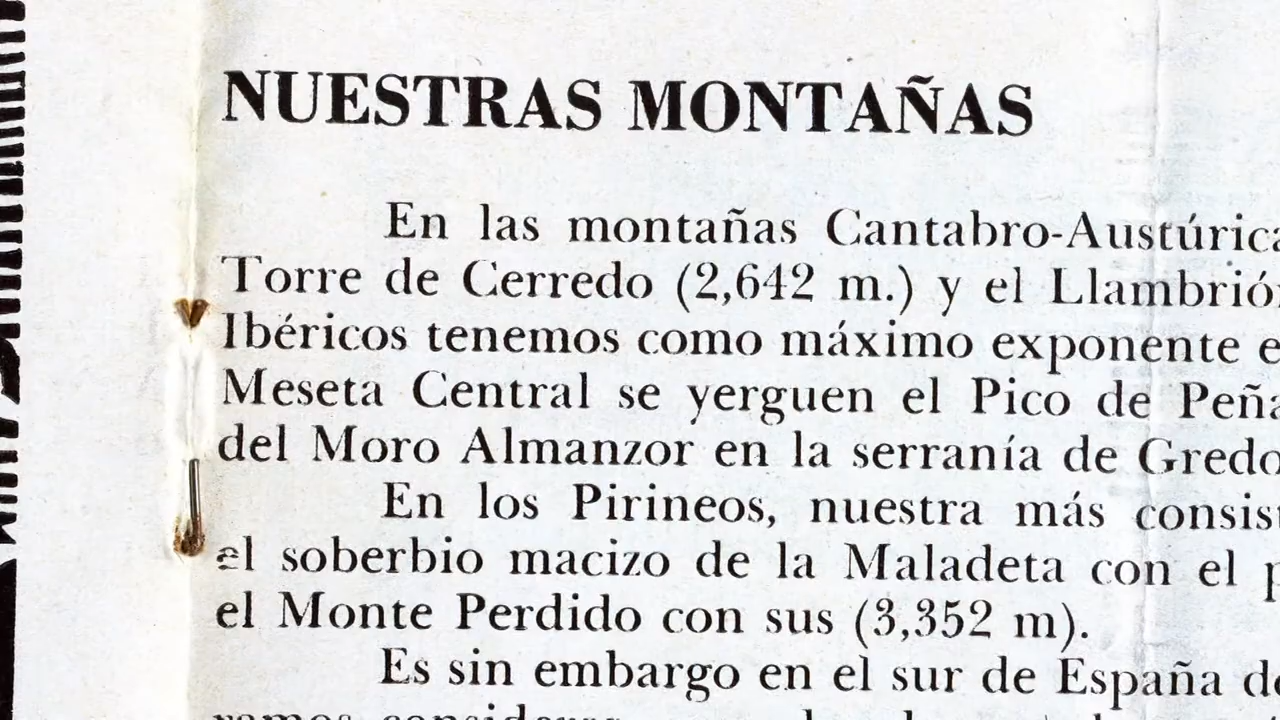 NUESTRAS MONTAÑAS
En las montañas Cantabro-Austúrica
Torre de Cerredo (2,642 m.) y el Llambrión
Ibéricos tenemos como máximo exponente e
Meseta Central se yerguen el Pico de Peña
del Moro Almanzor en la serranía de Gredo
En los Pirineos, nuestra más consist
el soberbio macizo de la Maladeta con el p
el Monte Perdido con sus (3,352 m).
Es sin embargo en el sur de España de